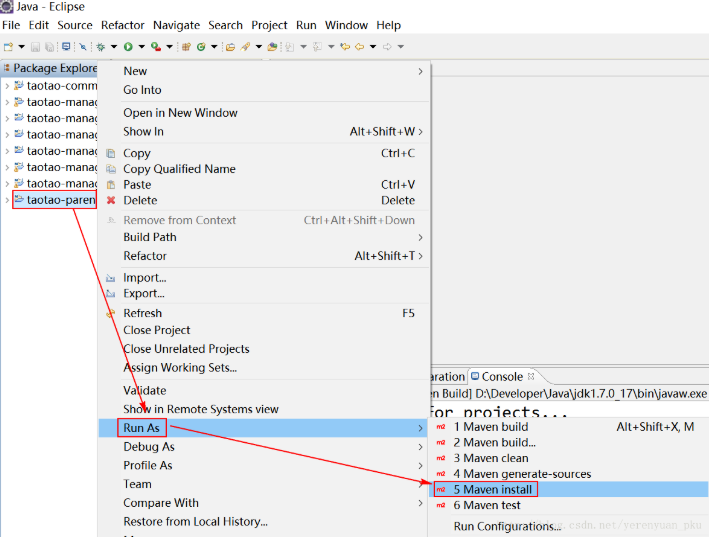 Java - Eclipse
File Edit Source Refactor Navigate Search Project Run Window Help
Package Explore
taotao-comm
taotao-manag
taotao-manag
taotao-manag
taotao-manag
taotao-manag
taotao-manag
taotao-paren
New
Go Into
Open in New Window
Show In Alt+Shift+W
Copy Ctrl+C
Copy Qualified Name
Paste Ctrl+V
Delete Delete
Remove from Context Ctrl+Alt+Shift+Down
Build Path
Refactor Alt+Shift+T
Import...
Export...
Refresh F5
Close Project
Close Unrelated Projects
Assign Working Sets...
Validate
Show in Remote Systems view
Run As
Debug As
Profile As
Team
Compare With
Restore from Local History...
aration Console
en Build] D:\Developer\Java\jdk1.7.0_17\bin\javaw.exe
for projects...
1 Maven build Alt+Shift+X, M
2 Maven build...
3 Maven clean
4 Maven generate-sources
5 Maven install
6 Maven test
Run Configurations...
blog.csdn.net/yerenyuan_pku